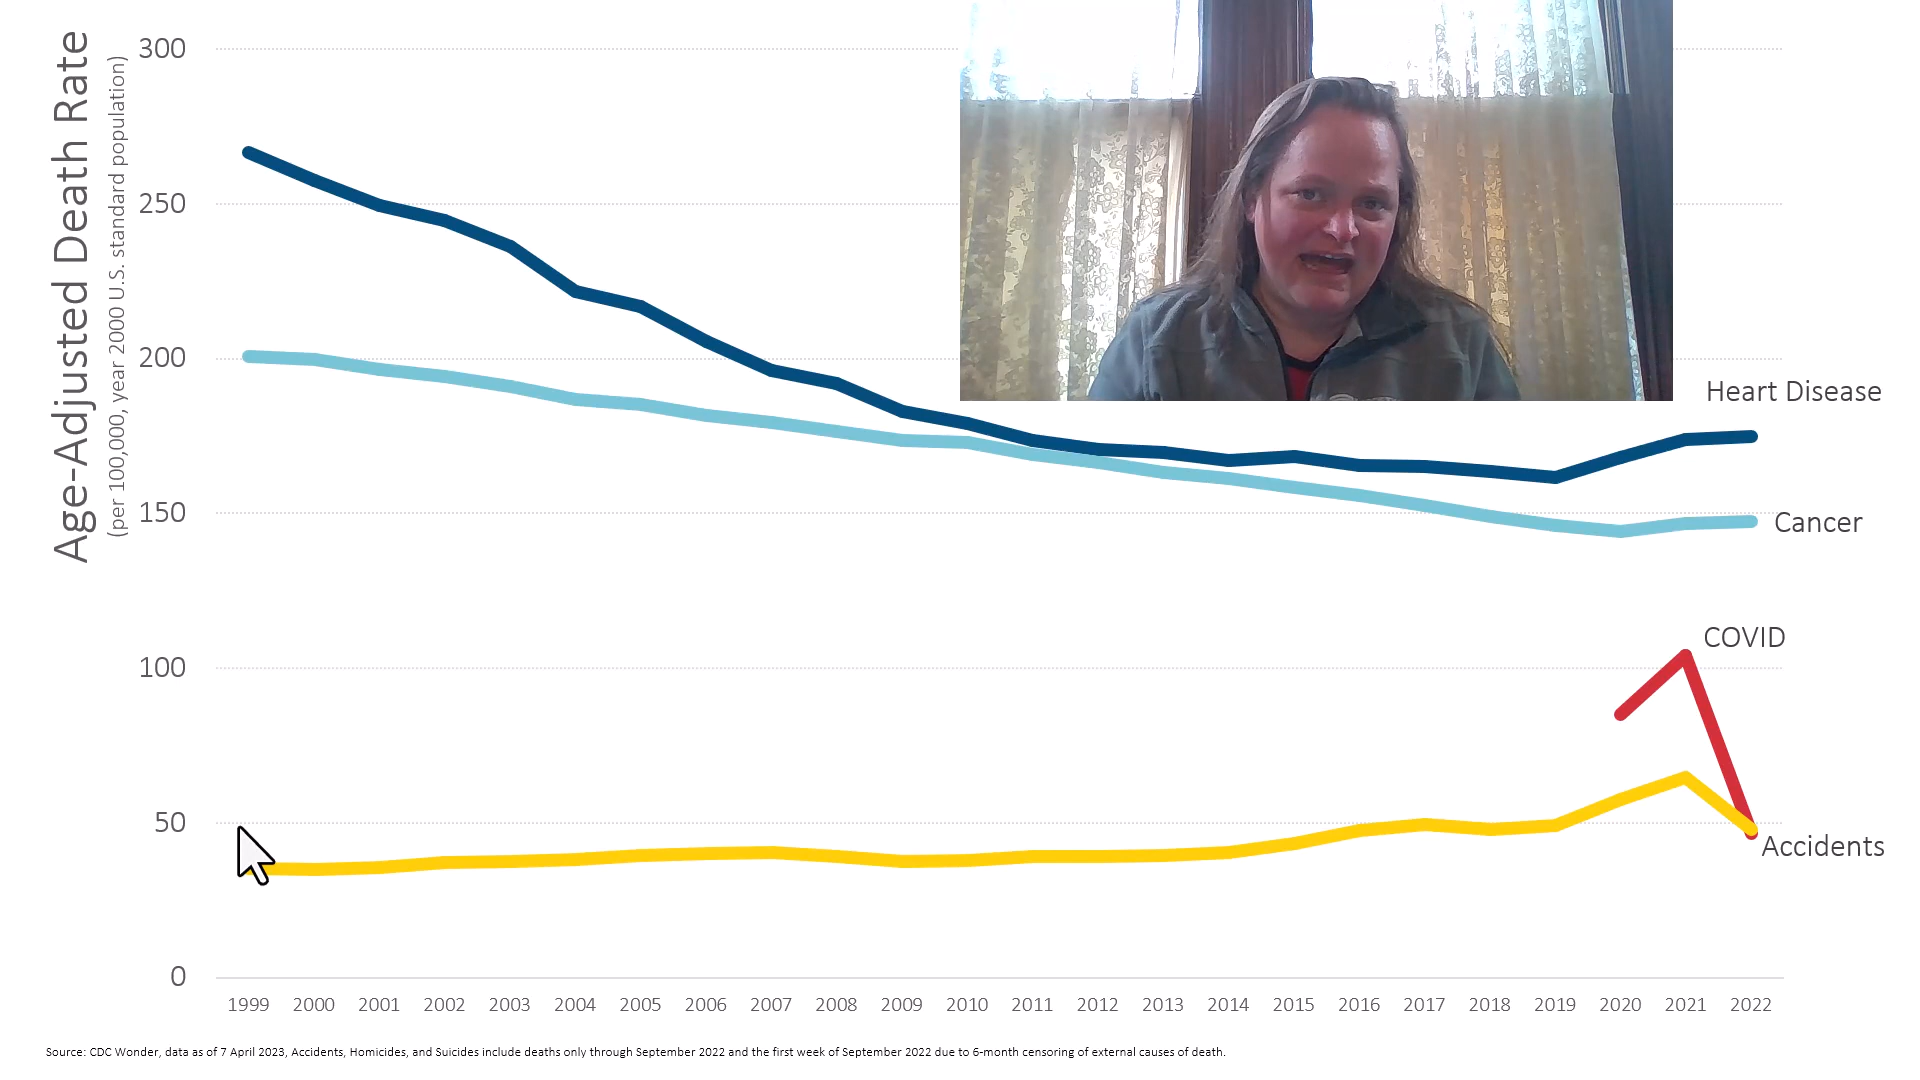 Age-Adjusted Death Rate
(per 100,000, year 2000 U.S. standard population)
300
250
200
150
100
50
0
Heart Disease
Cancer
COVID
Accidents
1999 2000 2001 2002 2003 2004 2005 2006 2007 2008 2009 2010 2011 2012 2013 2014 2015 2016 2017 2018 2019 2020 2021 2022
Source: CDC Wonder, data as of 7 April 2023, Accidents, Homicides, and Suicides include deaths only through September 2022 and the first week of September 2022 due to 6-month censoring of external causes of death.